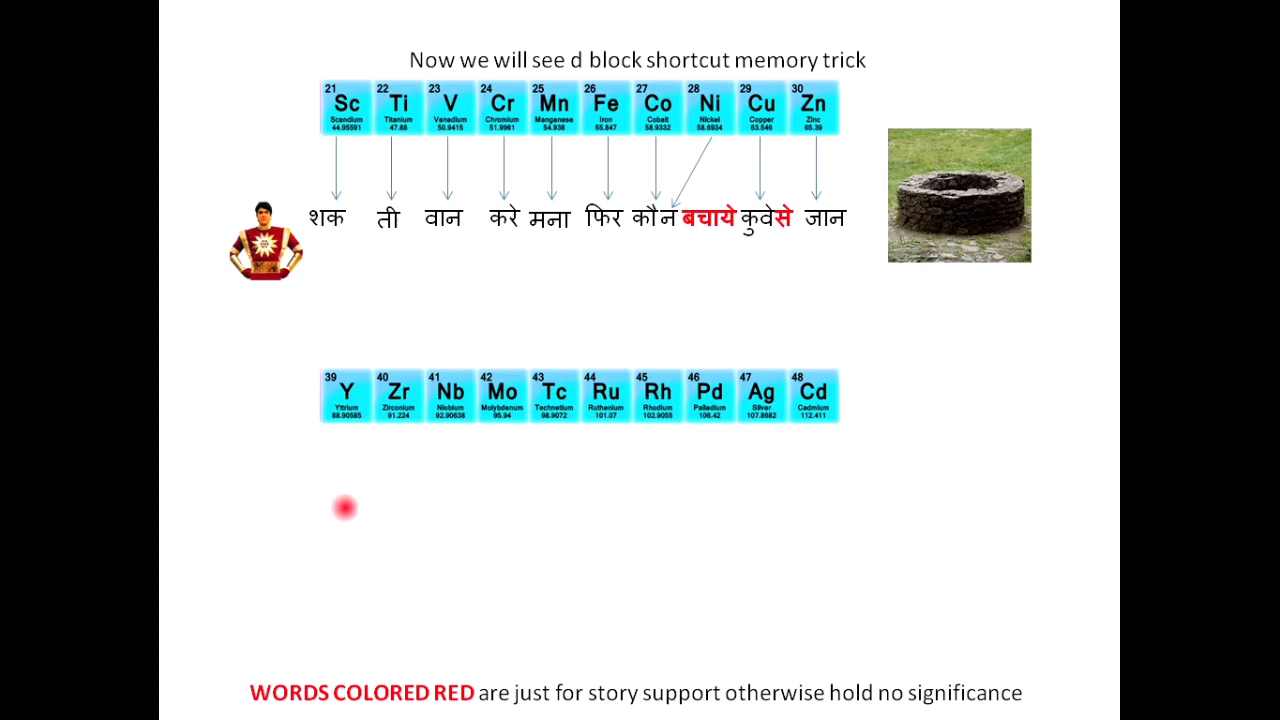 Now we will see d block shortcut memory trick
21 22 23 24 25 26 27 28 29 30
Sc Ti V Cr Mn Fe Co Ni Cu Zn
Scandium Titanium Vanadium Chromium Manganese Iron Cobalt Nickel Copper Zinc
44.95591 47.88 50.9415 51.9961 54.938 55.847 58.9332 58.6934 63.546 65.39
शक ती वान करे मना फिर कौन बचाये कुवेसे जान
39 40 41 42 43 44 45 46 47 48
Y Zr Nb Mo Tc Ru Rh Pd Ag Cd
Yttrium Zirconium Niobium Molybdenum Technetium Ruthenium Rhodium Palladium Silver Cadmium
88.90585 91.224 92.90638 95.94 98.9072 101.07 102.9055 106.42 107.8682 112.411
WORDS COLORED RED are just for story support otherwise hold no significance